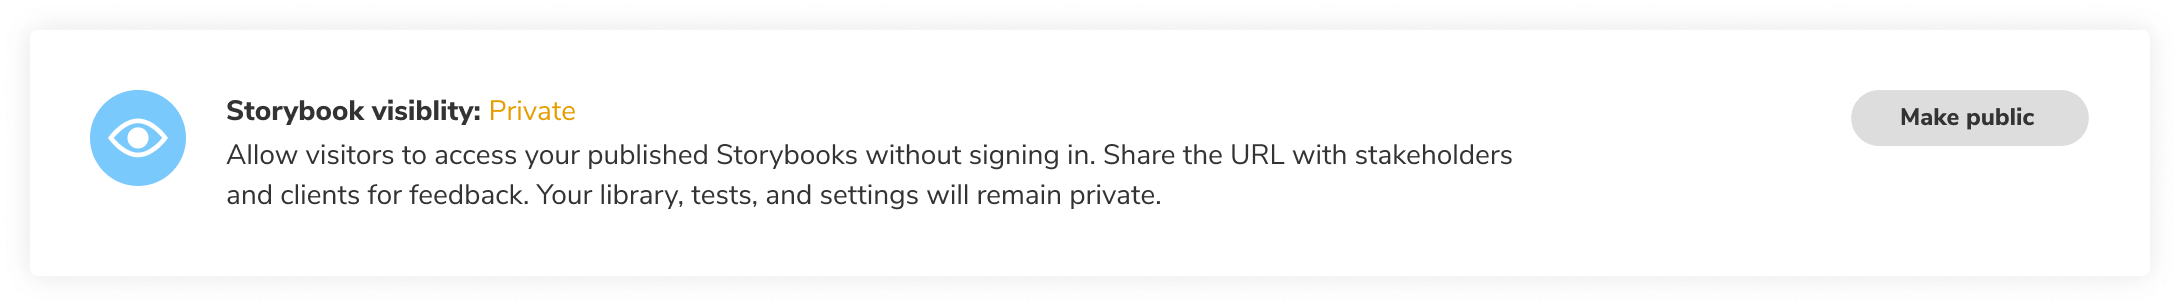 Storybook visiblity: Private
Make public
Allow visitors to access your published Storybooks without signing in. Share the URL with stakeholders
and clients for feedback. Your library, tests, and settings will remain private.